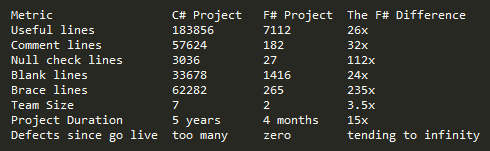 Metric C# Project F# Project The F# Difference
Useful lines 183856 7112 26x
Comment lines 57624 182 32x
Null check lines 3036 27 112x
Blank lines 33678 1416 24x
Brace lines 62282 265 235x
Team Size 7 2 3.5x
Project Duration 5 years 4 months 15x
Defects since go live too many zero tending to infinity